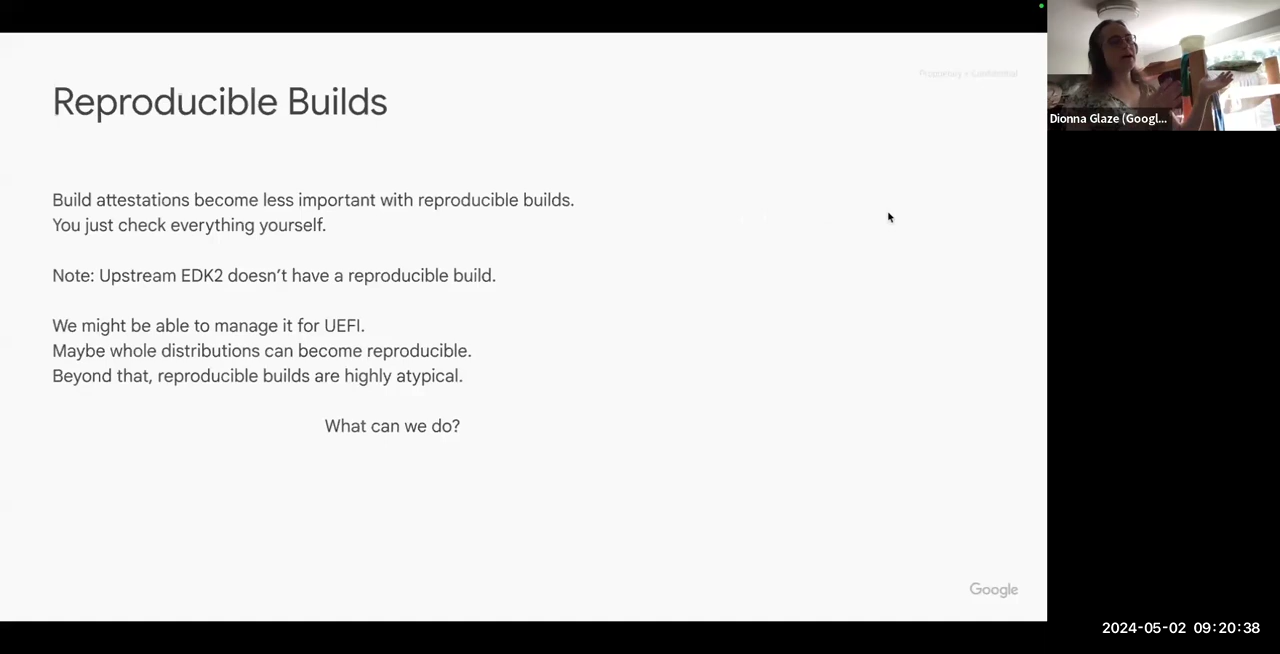 Proprietary + Confidential
Reproducible Builds
Build attestations become less important with reproducible builds.
You just check everything yourself.
Note: Upstream EDK2 doesn’t have a reproducible build.
We might be able to manage it for UEFI.
Maybe whole distributions can become reproducible.
Beyond that, reproducible builds are highly atypical.
What can we do?
Google
Dionna Glaze (Googl...
2024-05-02 09:20:38